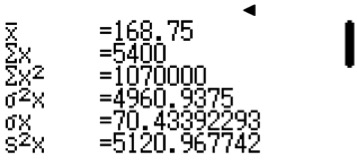 x̄ =168.75
Σx =5400
Σx² =1070000
σ²x =4960.9375
σx =70.43392293
s²x =5120.967742